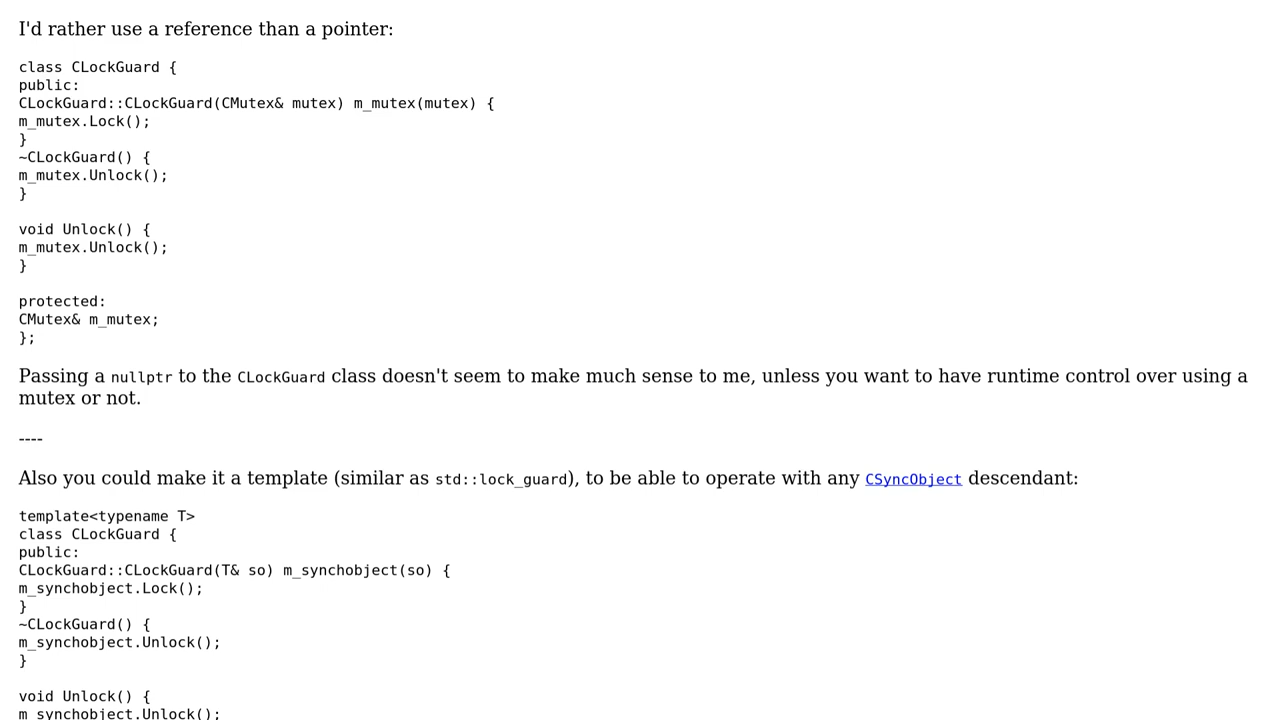 I'd rather use a reference than a pointer:
class CLockGuard {
public:
CLockGuard::CLockGuard(CMutex& mutex) m_mutex(mutex) {
m_mutex.Lock();
}
~CLockGuard() {
m_mutex.Unlock();
}
void Unlock() {
m_mutex.Unlock();
}
protected:
CMutex& m_mutex;
};
Passing a nullptr to the CLockGuard class doesn't seem to make much sense to me, unless you want to have runtime control over using a
mutex or not.
----
Also you could make it a template (similar as std::lock_guard), to be able to operate with any CSyncObject descendant:
template<typename T>
class CLockGuard {
public:
CLockGuard::CLockGuard(T& so) m_synchobject(so) {
m_synchobject.Lock();
}
~CLockGuard() {
m_synchobject.Unlock();
}
void Unlock() {
m_synchobject.Unlock();